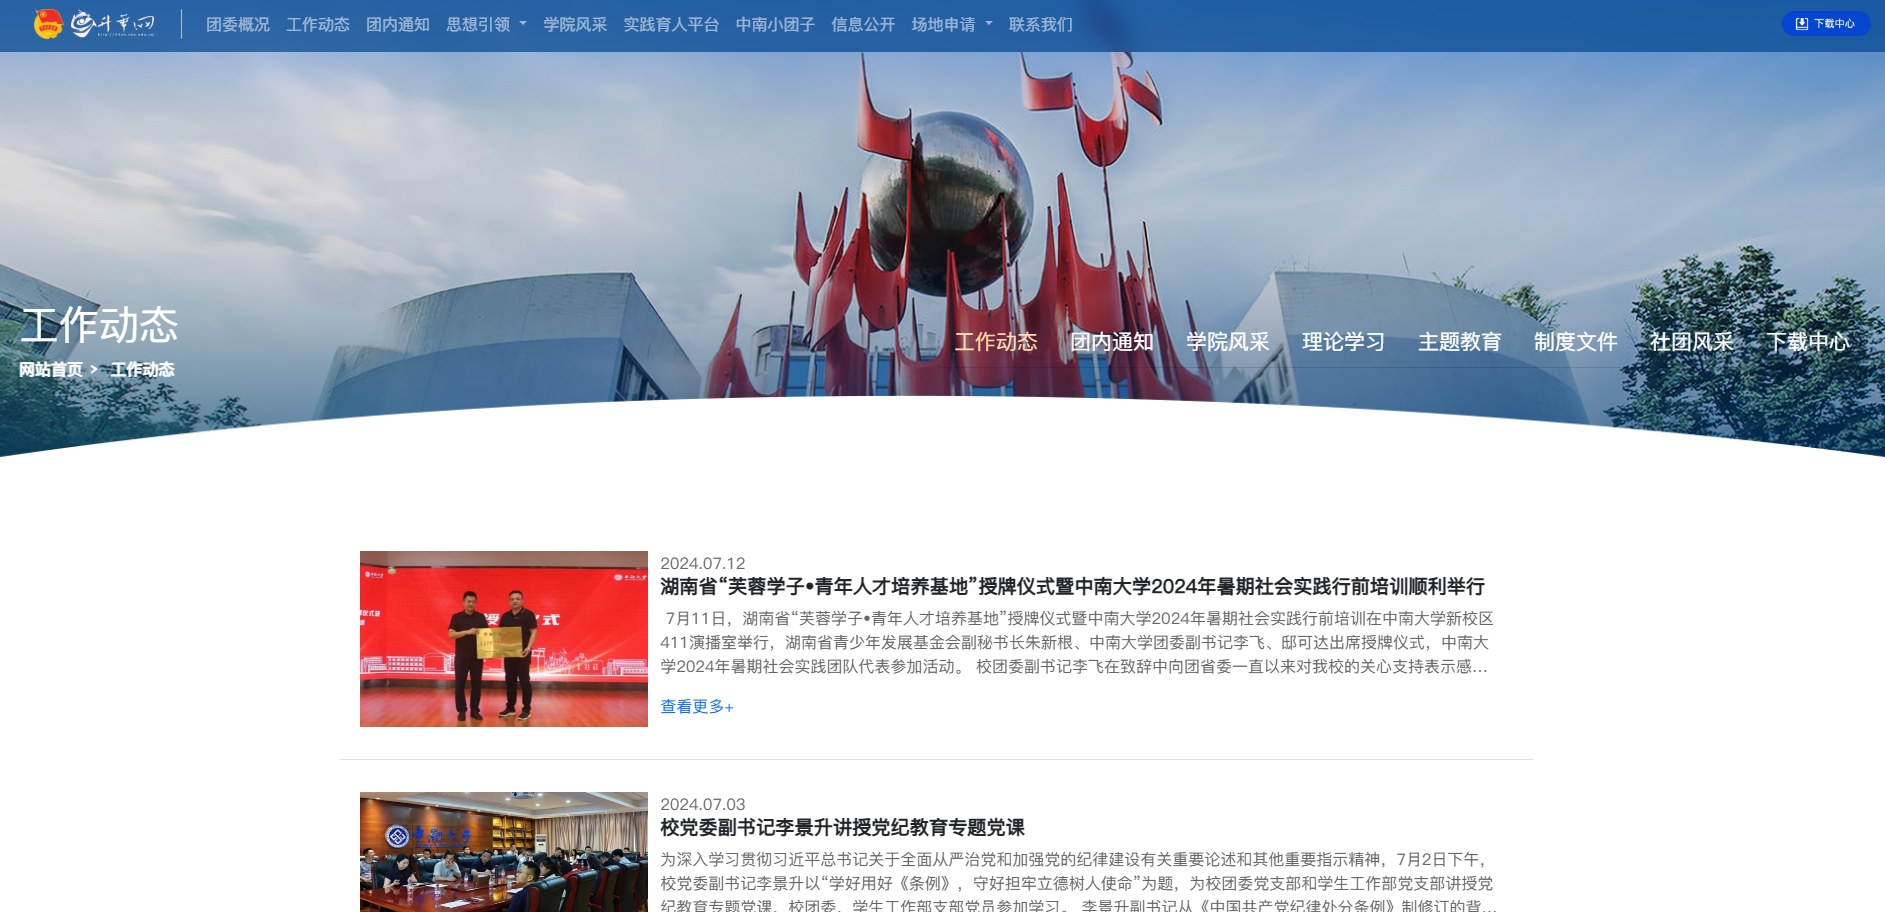 升華网
团委概况 工作动态 团内通知 思想引领 学院风采 实践育人平台 中南小团子 信息公开 场地申请 联系我们
下载中心
工作动态
网站首页 > 工作动态
工作动态 团内通知 学院风采 理论学习 主题教育 制度文件 社团风采 下载中心
2024.07.12
湖南省“芙蓉学子•青年人才培养基地”授牌仪式暨中南大学2024年暑期社会实践行前培训顺利举行
7月11日，湖南省“芙蓉学子•青年人才培养基地”授牌仪式暨中南大学2024年暑期社会实践行前培训在中南大学新校区
411演播室举行，湖南省青少年发展基金会副秘书长朱新根、中南大学团委副书记李飞、邸可达出席授牌仪式，中南大
学2024年暑期社会实践团队代表参加活动。 校团委副书记李飞在致辞中向团省委一直以来对我校的关心支持表示感…
查看更多+
2024.07.03
校党委副书记李景升讲授党纪教育专题党课
为深入学习贯彻习近平总书记关于全面从严治党和加强党的纪律建设有关重要论述和其他重要指示精神，7月2日下午，
校党委副书记李景升以“学好用好《条例》，守好担牢立德树人使命”为题，为校团委党支部和学生工作部党支部讲授党
纪教育专题党课，校团委、学生工作部支部党员参加学习。 李景升副书记从《中国共产党纪律处分条例》制修订的背…